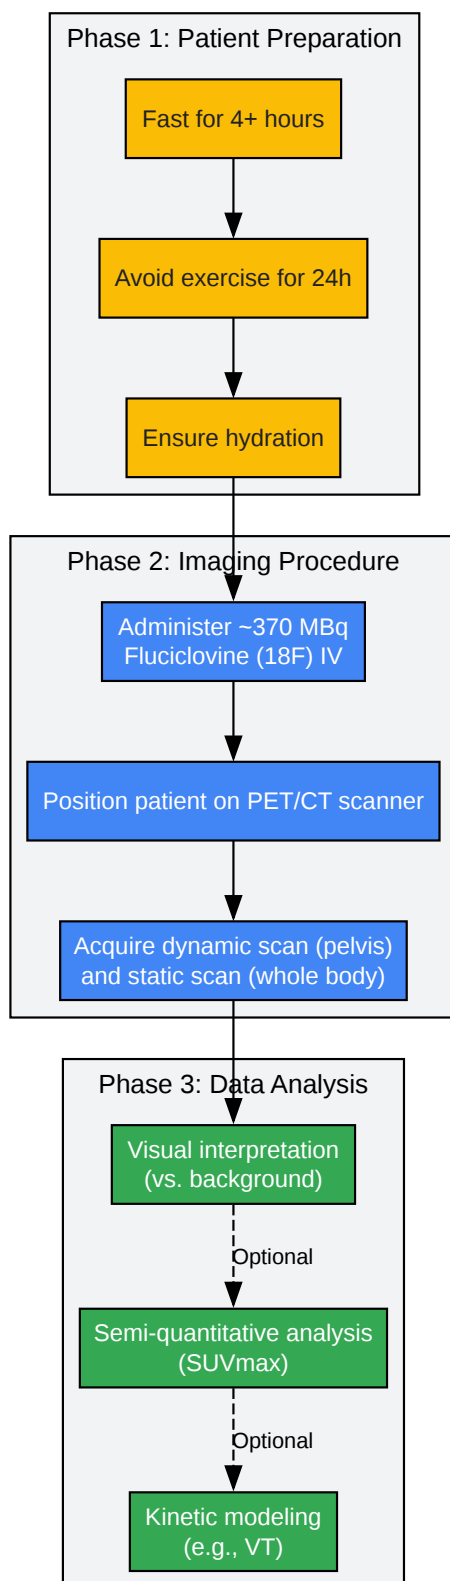 Phase 1: Patient Preparation
Fast for 4+ hours
Avoid exercise for 24h
Ensure hydration
Phase 2: Imaging Procedure
Administer ~370 MBq
Fluciclovine (18F) IV
Position patient on PET/CT scanner
Acquire dynamic scan (pelvis)
and static scan (whole body)
Phase 3: Data Analysis
Visual interpretation
(vs. background)
Optional
Semi-quantitative analysis
(SUVmax)
Optional
Kinetic modeling
(e.g., VT)